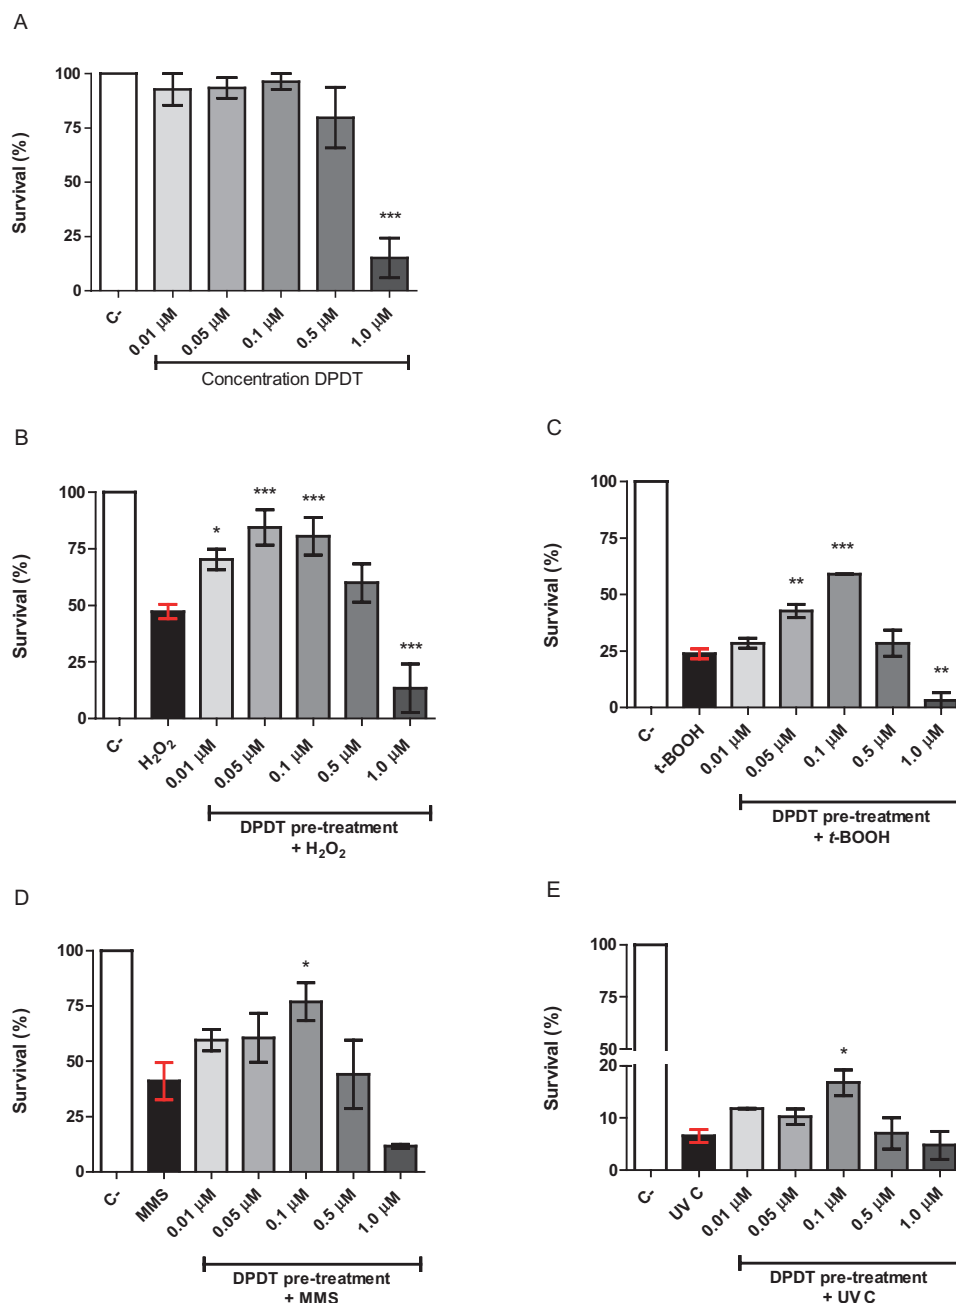 A
Survival (%)
100
75
50
25
0
***
C-
0.01 µM
0.05 µM
0.1 µM
0.5 µM
1.0 µM
Concentration DPDT
B
Survival (%)
100
75
50
25
0
*
***
***
***
C-
H₂O₂
0.01 µM
0.05 µM
0.1 µM
0.5 µM
1.0 µM
DPDT pre-treatment
+ H₂O₂
C
Survival (%)
100
75
50
25
0
**
***
**
C-
t-BOOH
0.01 µM
0.05 µM
0.1 µM
0.5 µM
1.0 µM
DPDT pre-treatment
+ t-BOOH
D
Survival (%)
100
75
50
25
0
*
C-
MMS
0.01 µM
0.05 µM
0.1 µM
0.5 µM
1.0 µM
DPDT pre-treatment
+ MMS
E
Survival (%)
100
75
50
20
10
0
*
C-
UV C
0.01 µM
0.05 µM
0.1 µM
0.5 µM
1.0 µM
DPDT pre-treatment
+ UV C